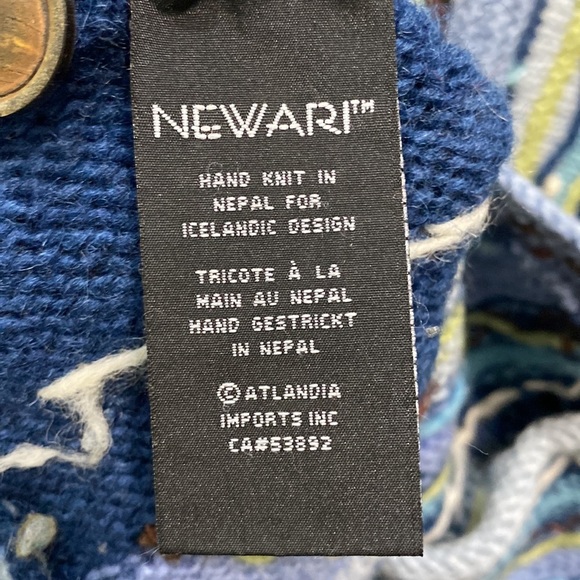 NEWARI™
HAND KNIT IN
NEPAL FOR
ICELANDIC DESIGN
TRICOTE À LA
MAIN AU NEPAL
HAND GESTRICKT
IN NEPAL
© ATLANDIA
IMPORTS INC
CA#53892